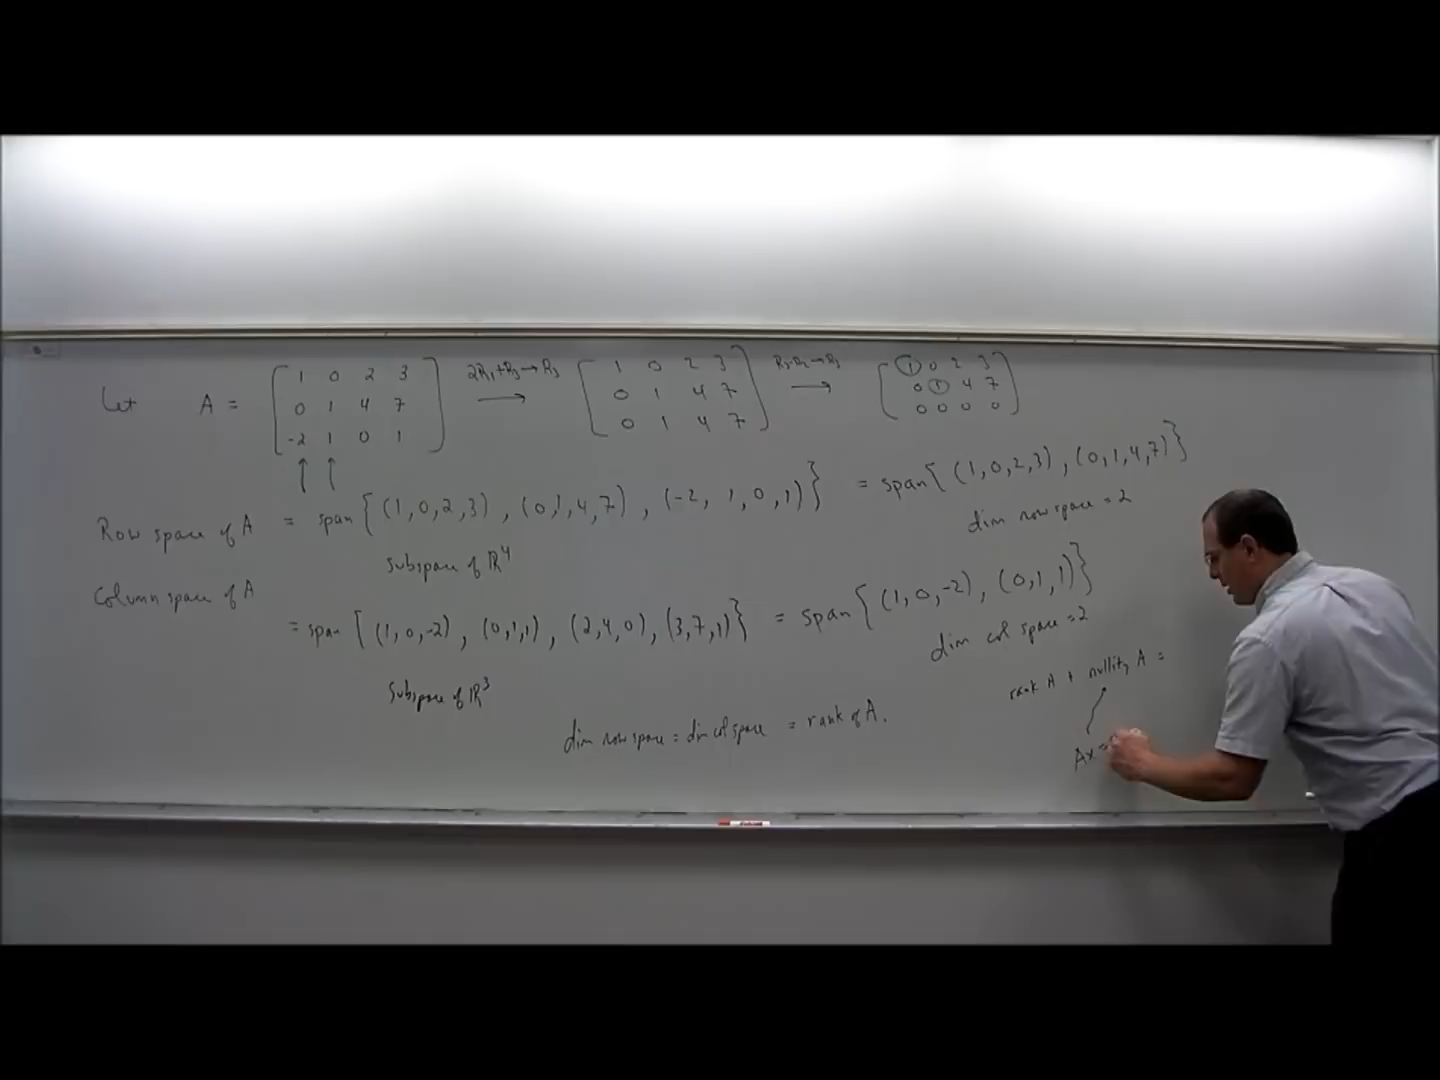 Let A = [ 1 0 2 3 ; 0 1 4 7 ; -2 1 0 1 ] 2R₁+R₃→R₃ → [ 1 0 2 3 ; 0 1 4 7 ; 0 1 4 7 ] R₃-R₂→R₃ → [ 1 0 2 3 ; 0 1 4 7 ; 0 0 0 0 ]
Row space of A = span { (1,0,2,3) , (0,1,4,7) , (-2, 1,0,1) } = span { (1,0,2,3) , (0,1,4,7) }
subspace of ℝ⁴
dim row space = 2
Column space of A
= span { (1,0,-2) , (0,1,1) , (2,4,0) , (3,7,1) } = span { (1,0,-2) , (0,1,1) }
subspace of ℝ³
dim col space = 2
dim row space = dim col space = rank of A.
rank A + nullity A =
Ax =